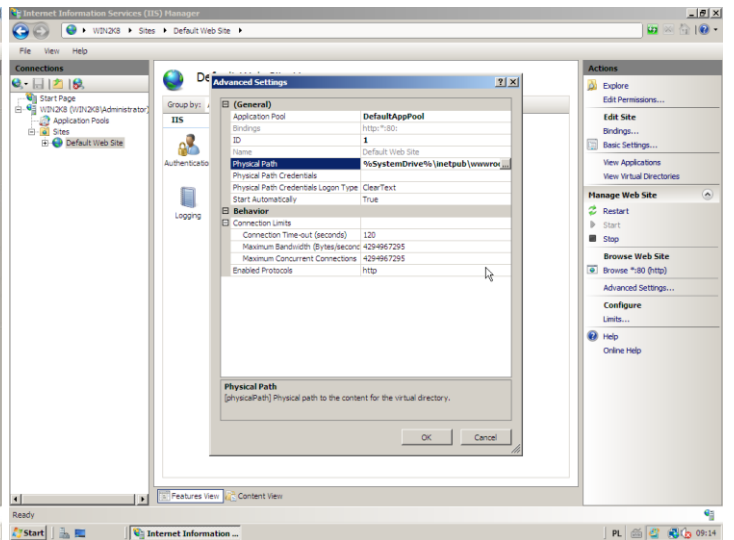 Internet Information Services (IIS) Manager
WIN2K8 Sites Default Web Site
File View Help
Connections
Start Page
WIN2K8 (WIN2K8\Administrator)
Application Pools
Sites
Default Web Site
Group by:
IIS
Authenticatio
Logging
Advanced Settings
(General)
Application Pool DefaultAppPool
Bindings http:*:80:
ID 1
Name Default Web Site
Physical Path %SystemDrive%\inetpub\wwwroo ...
Physical Path Credentials
Physical Path Credentials Logon Type ClearText
Start Automatically True
Behavior
Connection Limits
Connection Time-out (seconds) 120
Maximum Bandwidth (Bytes/second 4294967295
Maximum Concurrent Connections 4294967295
Enabled Protocols http
Physical Path
[physicalPath] Physical path to the content for the virtual directory.
OK Cancel
Features View Content View
Actions
Explore
Edit Permissions...
Edit Site
Bindings...
Basic Settings...
View Applications
View Virtual Directories
Manage Web Site
Restart
Start
Stop
Browse Web Site
Browse *:80 (http)
Advanced Settings...
Configure
Limits...
Help
Online Help
Ready
Start Internet Information ... PL 09:14